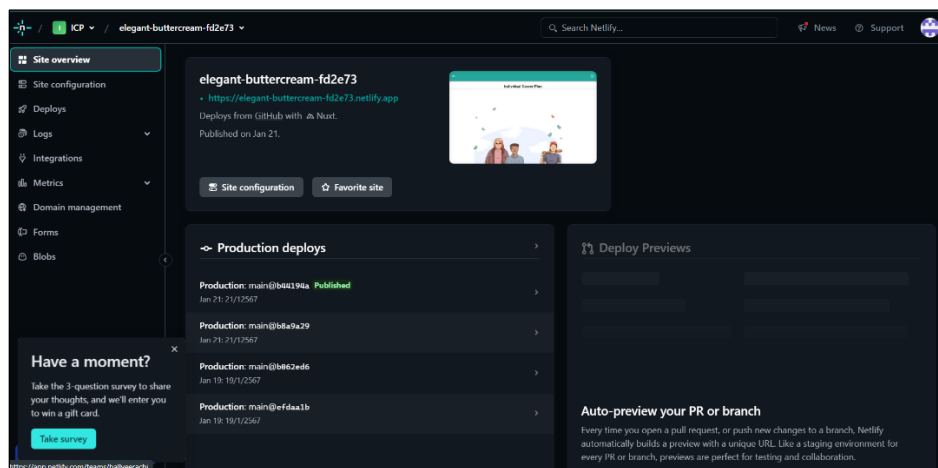 ICP
elegant-buttercream-fd2e73
Search Netlify...
News
Support
Site overview
Site configuration
Deploys
Logs
Integrations
Metrics
Domain management
Forms
Blobs
elegant-buttercream-fd2e73
https://elegant-buttercream-fd2e73.netlify.app
Deploys from GitHub with Nuxt.
Published on Jan 21.
Individual Career Plan
Site configuration
Favorite site
Production deploys
Production: main@b44194a Published
Jan 21: 21/12567
Production: main@b8a9a29
Jan 21: 21/12567
Production: main@b862ed6
Jan 19: 19/1/2567
Production: main@efdaa1b
Jan 19: 19/1/2567
Deploy Previews
Auto-preview your PR or branch
Every time you open a pull request, or push new changes to a branch, Netlify
automatically builds a preview with a unique URL. Like a staging environment for
every PR or branch, previews are perfect for testing and collaboration.
Have a moment?
Take the 3-question survey to share
your thoughts, and we'll enter you
to win a gift card.
Take survey